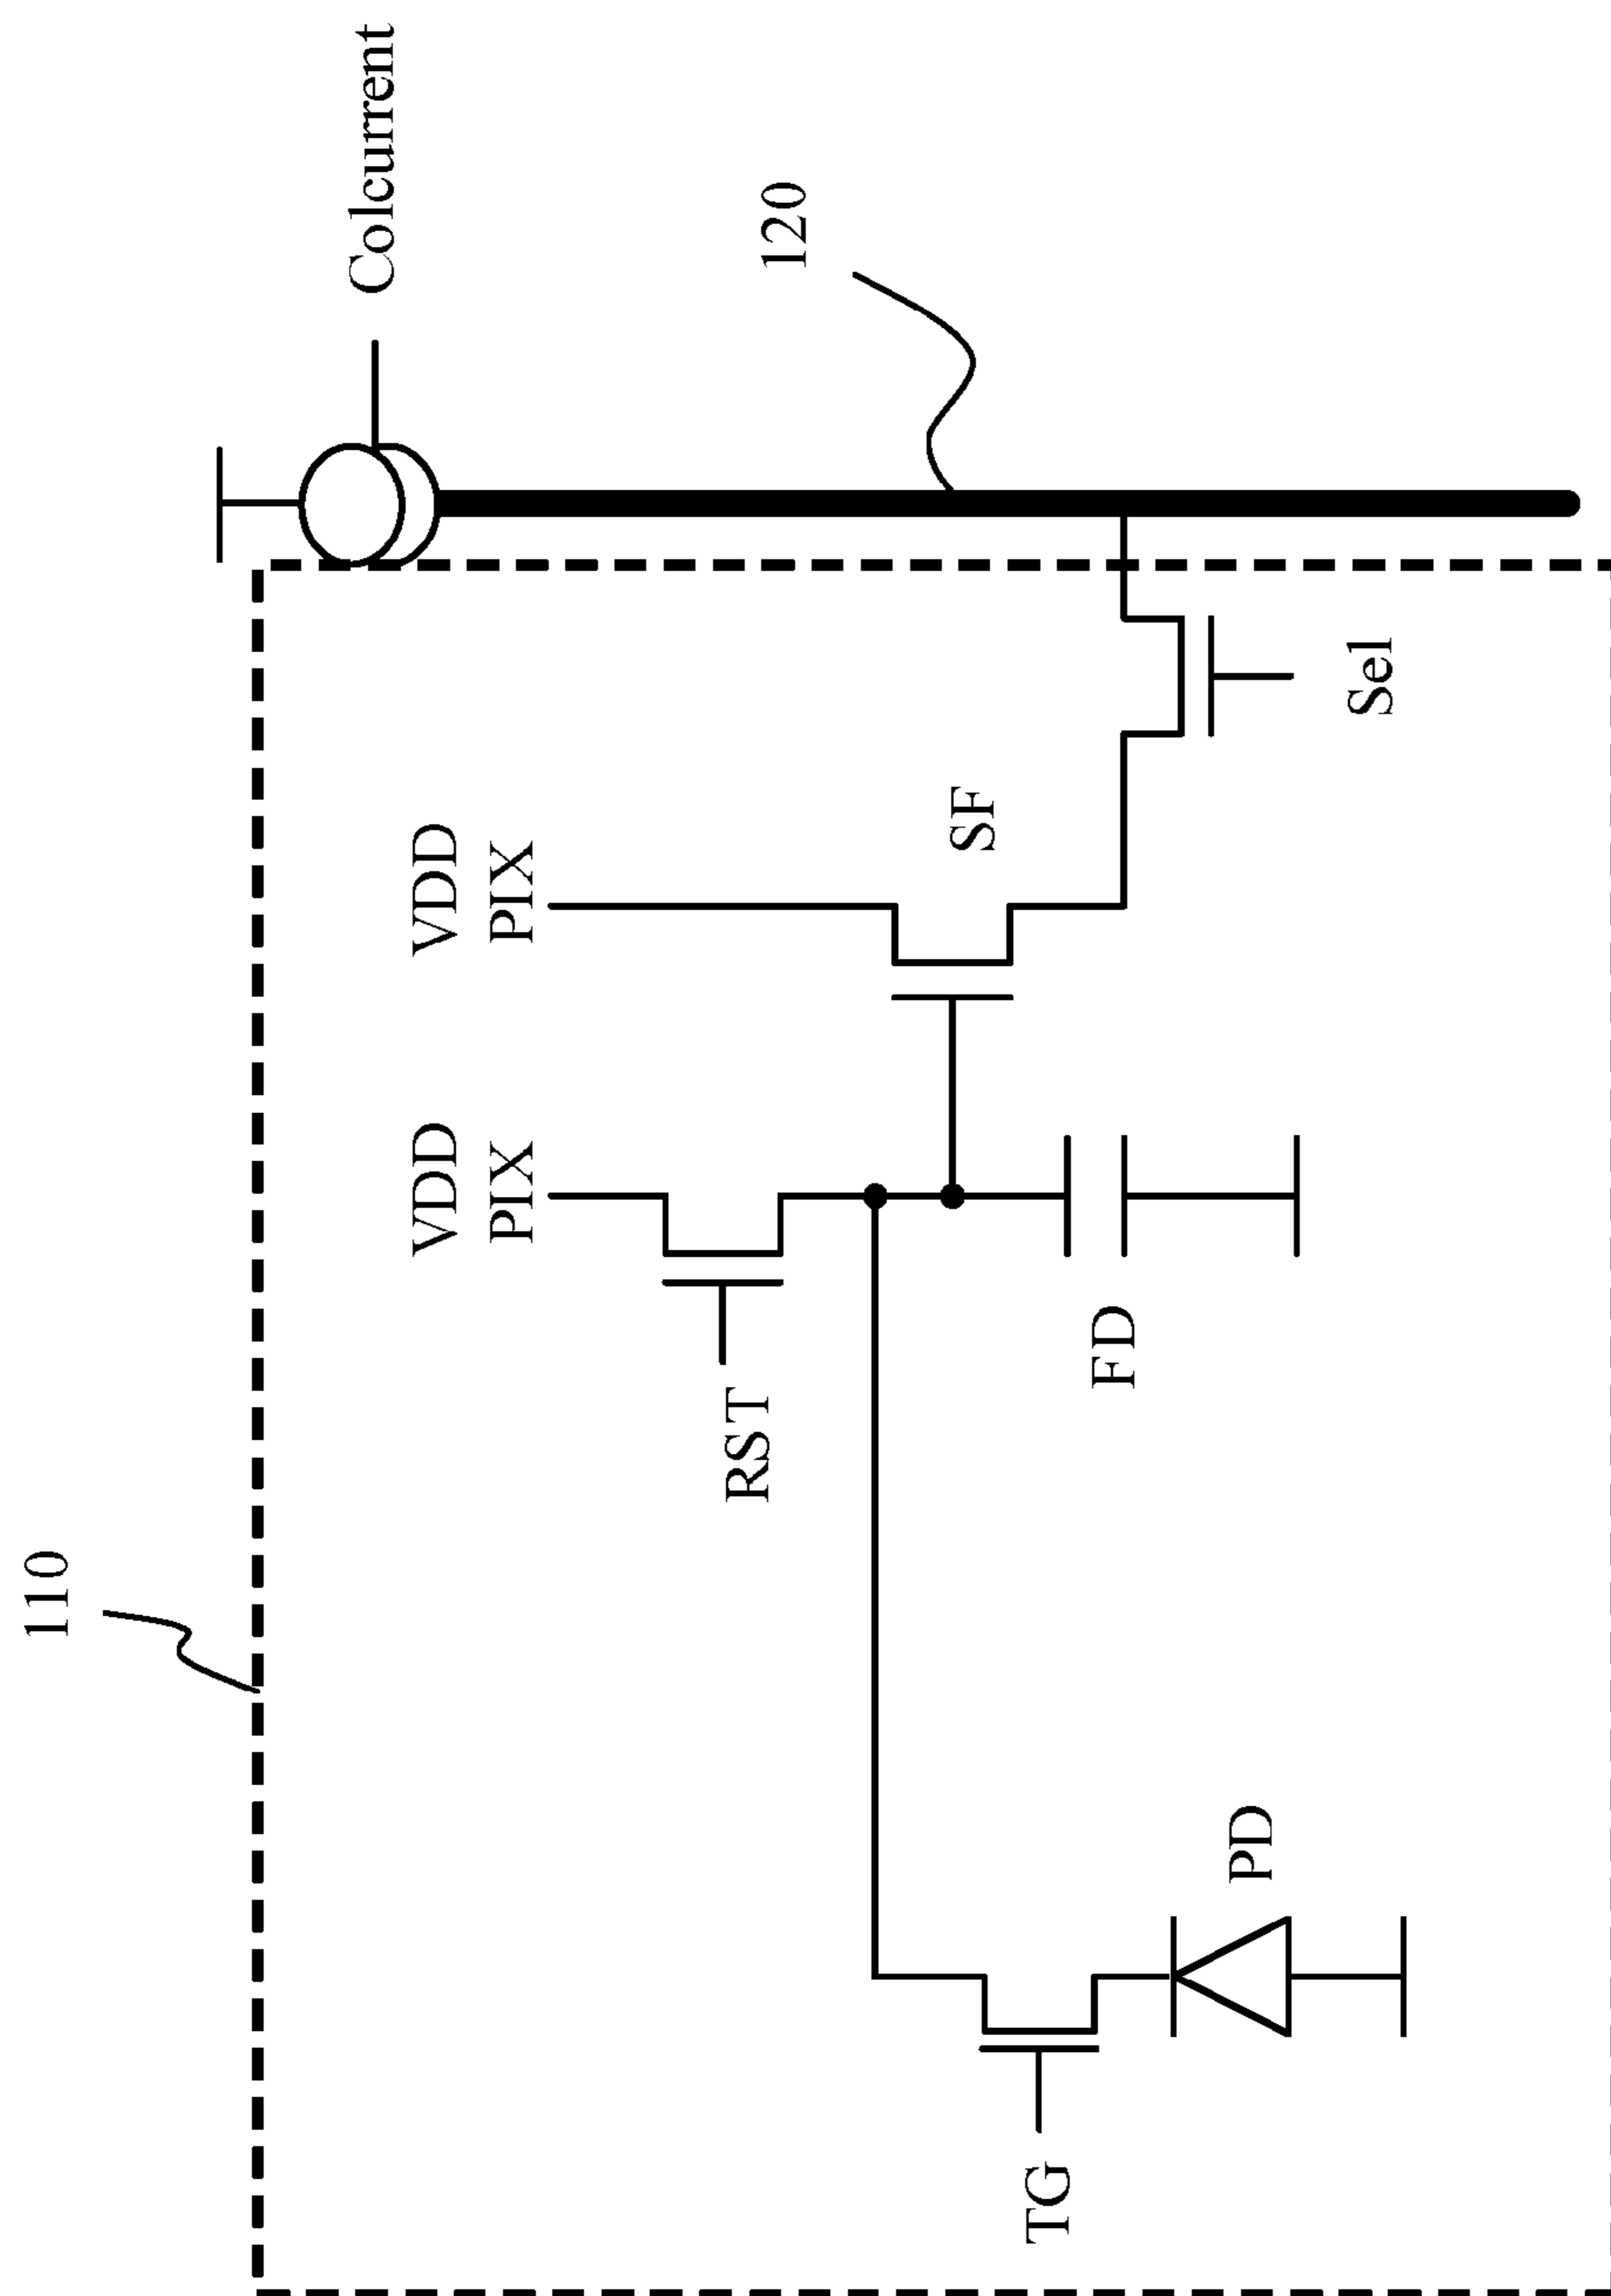 110
Colcurrent
120
VDD
PIX
VDD
PIX
SF
Sel
RST
FD
PD
TG